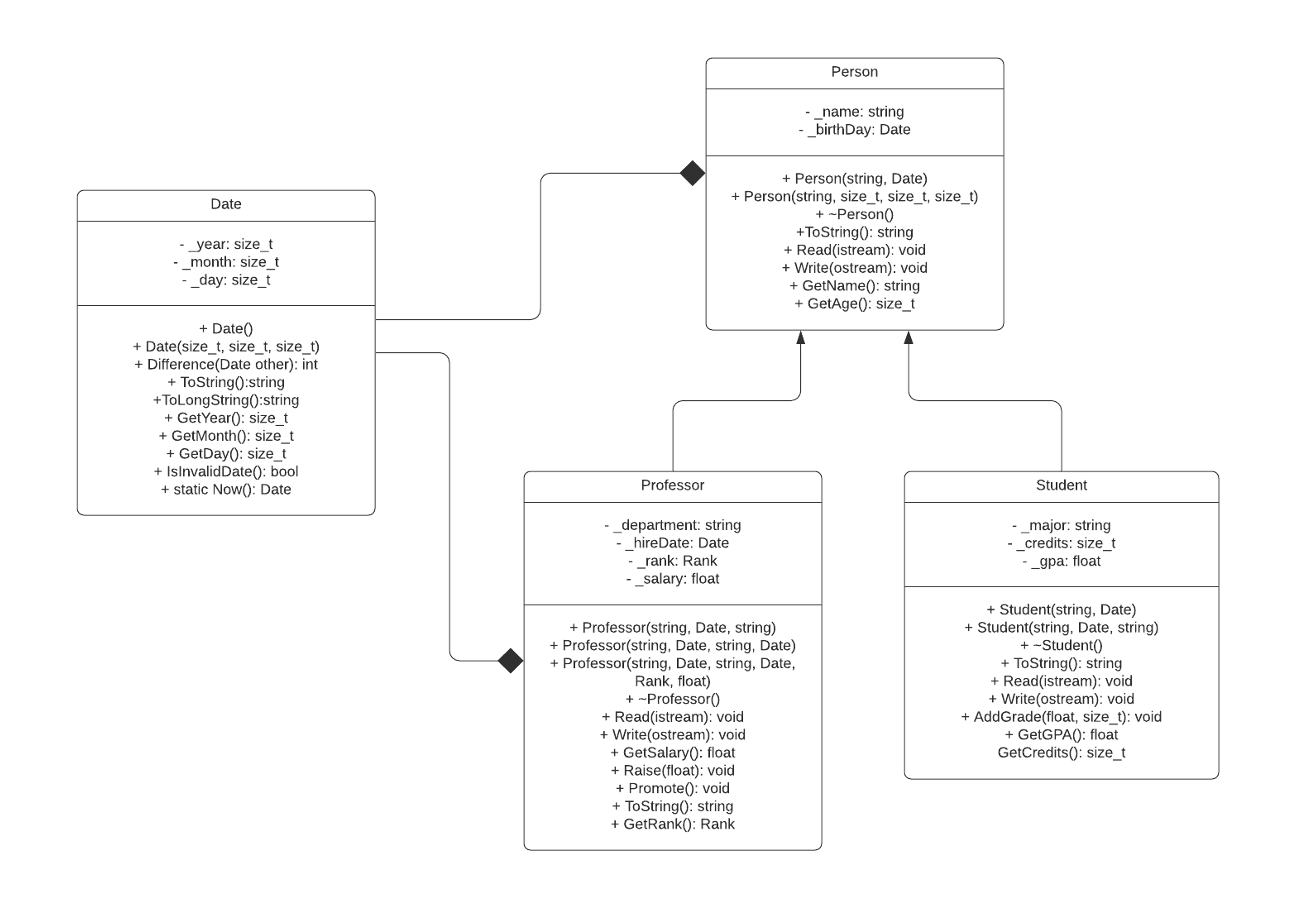 Person
- _name: string
- _birthDay: Date
+ Person(string, Date)
+ Person(string, size_t, size_t, size_t)
+ ~Person()
+ToString(): string
+ Read(istream): void
+ Write(ostream): void
+ GetName(): string
+ GetAge(): size_t
Date
- _year: size_t
- _month: size_t
- _day: size_t
+ Date()
+ Date(size_t, size_t, size_t)
+ Difference(Date other): int
+ ToString():string
+ToLongString():string
+ GetYear(): size_t
+ GetMonth(): size_t
+ GetDay(): size_t
+ IsInvalidDate(): bool
+ static Now(): Date
Professor
- _department: string
- _hireDate: Date
- _rank: Rank
- _salary: float
+ Professor(string, Date, string)
+ Professor(string, Date, string, Date)
+ Professor(string, Date, string, Date,
Rank, float)
+ ~Professor()
+ Read(istream): void
+ Write(ostream): void
+ GetSalary(): float
+ Raise(float): void
+ Promote(): void
+ ToString(): string
+ GetRank(): Rank
Student
- _major: string
- _credits: size_t
- _gpa: float
+ Student(string, Date)
+ Student(string, Date, string)
+ ~Student()
+ ToString(): string
+ Read(istream): void
+ Write(ostream): void
+ AddGrade(float, size_t): void
+ GetGPA(): float
GetCredits(): size_t